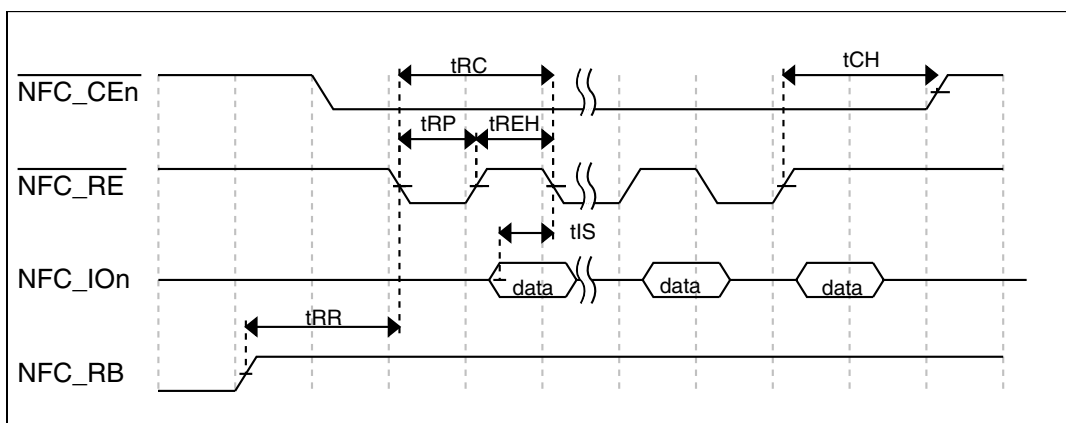 NFC_CEn
tRC
tCH
tRP
tREH
NFC_RE
tIS
NFC_IOn
data
data
data
tRR
NFC_RB